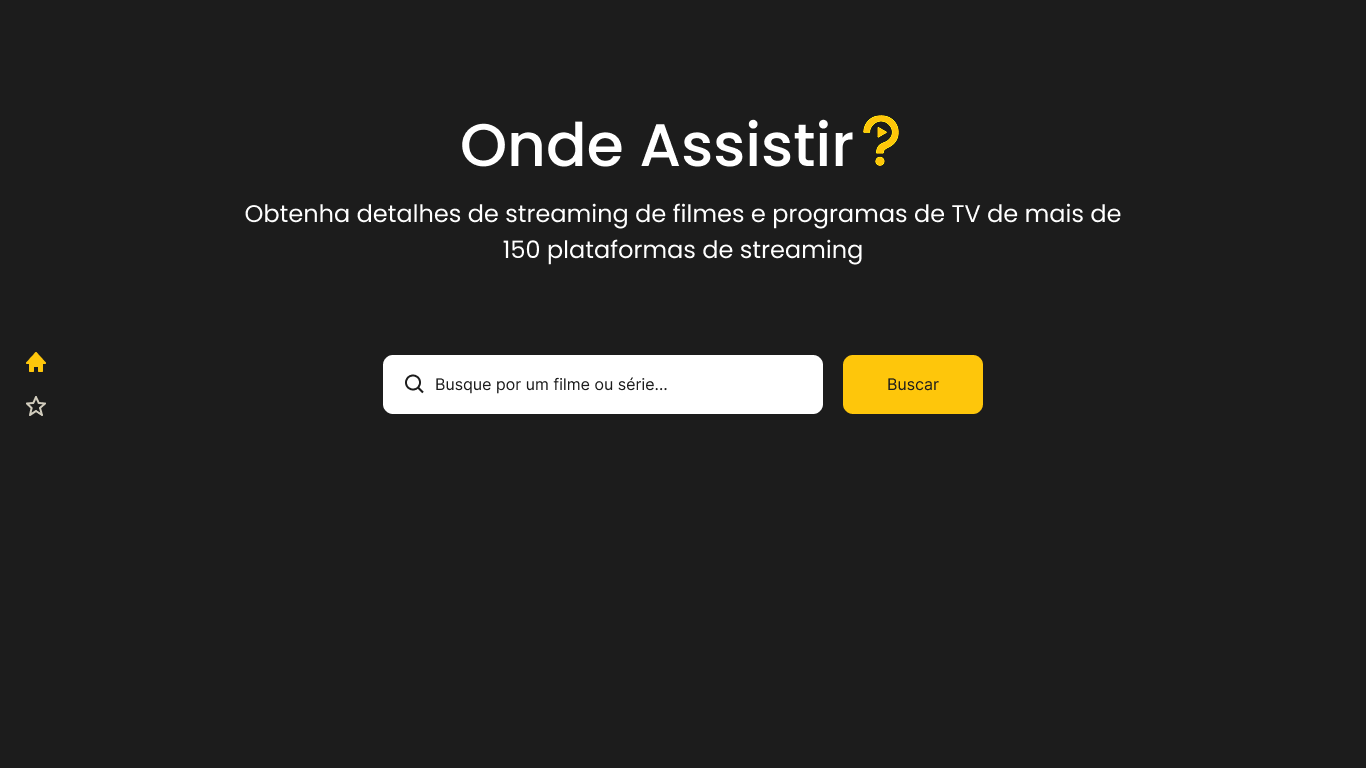 Onde Assistir?
Obtenha detalhes de streaming de filmes e programas de TV de mais de
150 plataformas de streaming
Busque por um filme ou série...
Buscar